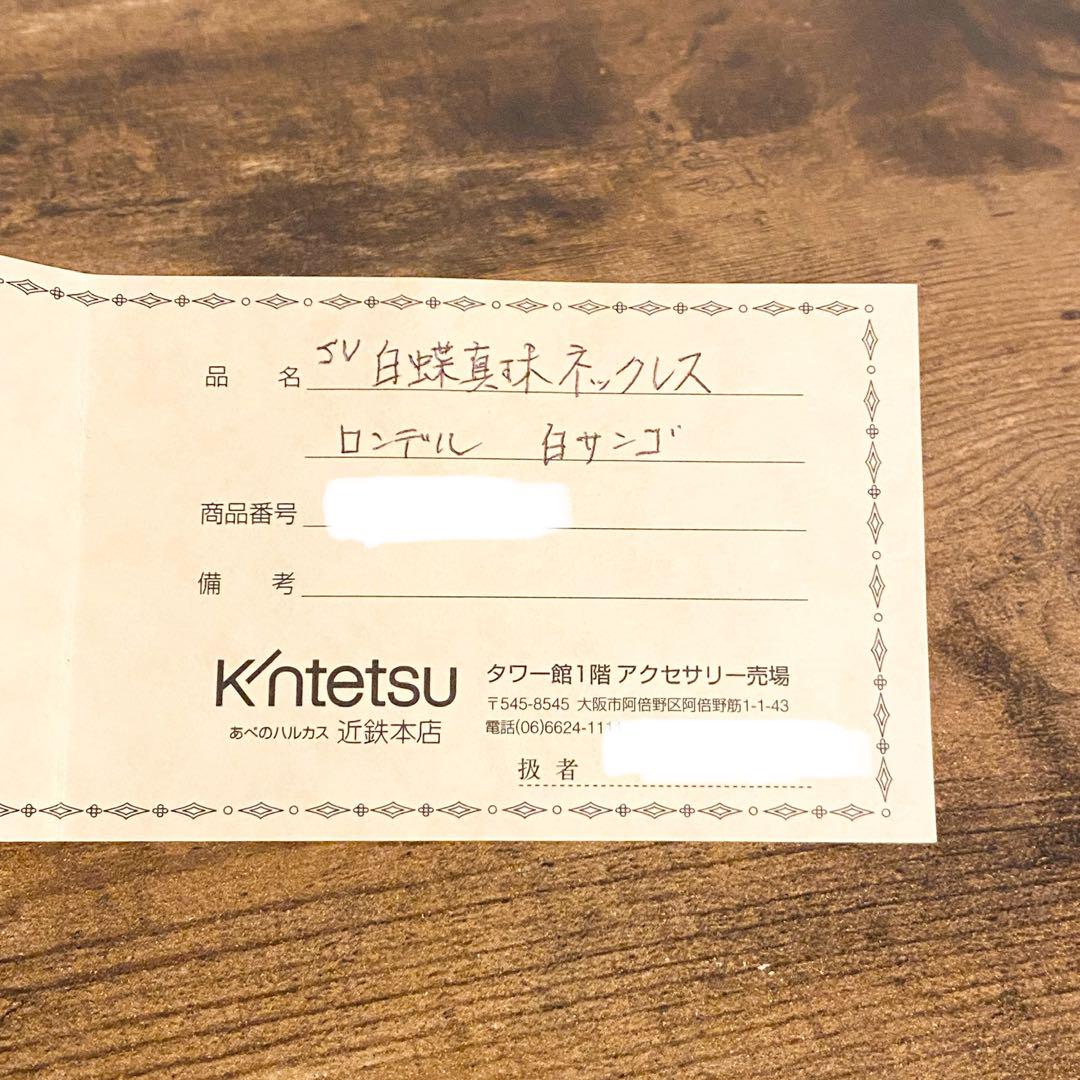 品名 SV 白蝶真珠ネックレス
ロンデル 白サンゴ
商品番号
備考
Kintetsu
あべのハルカス 近鉄本店
タワー館1階 アクセサリー売場
〒545-8545 大阪市阿倍野区阿倍野筋1-1-43
電話(06)6624-111
扱者